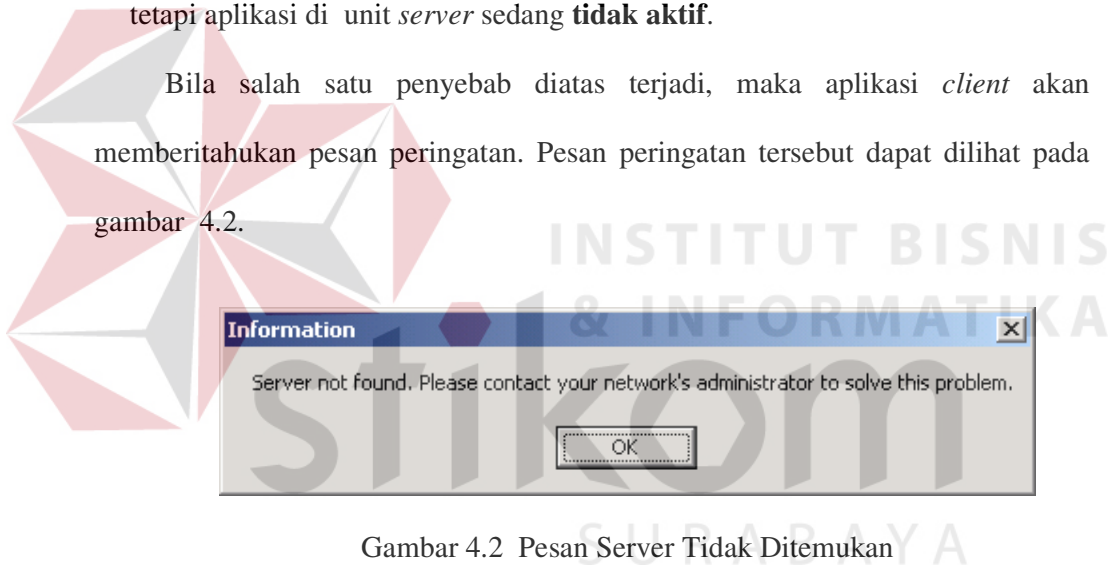 tetapi aplikasi di unit server sedang tidak aktif.
Bila salah satu penyebab diatas terjadi, maka aplikasi client akan
memberitahukan pesan peringatan. Pesan peringatan tersebut dapat dilihat pada
gambar 4.2.
INSTITUT BISNIS
& INFORMATIKA
stikom
SURABAYA
Information
Server not found. Please contact your network's administrator to solve this problem.
OK
Gambar 4.2 Pesan Server Tidak Ditemukan